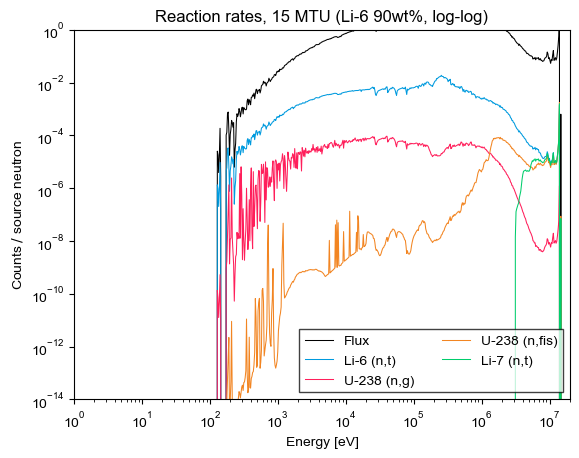 Reaction rates, 15 MTU (Li-6 90wt%, log-log)
Counts / source neutron
10^0
10^−2
10^−4
10^−6
10^−8
10^−10
10^−12
10^−14
Flux
Li-6 (n,t)
U-238 (n,g)
U-238 (n,fis)
Li-7 (n,t)
10^0 10^1 10^2 10^3 10^4 10^5 10^6 10^7
Energy [eV]